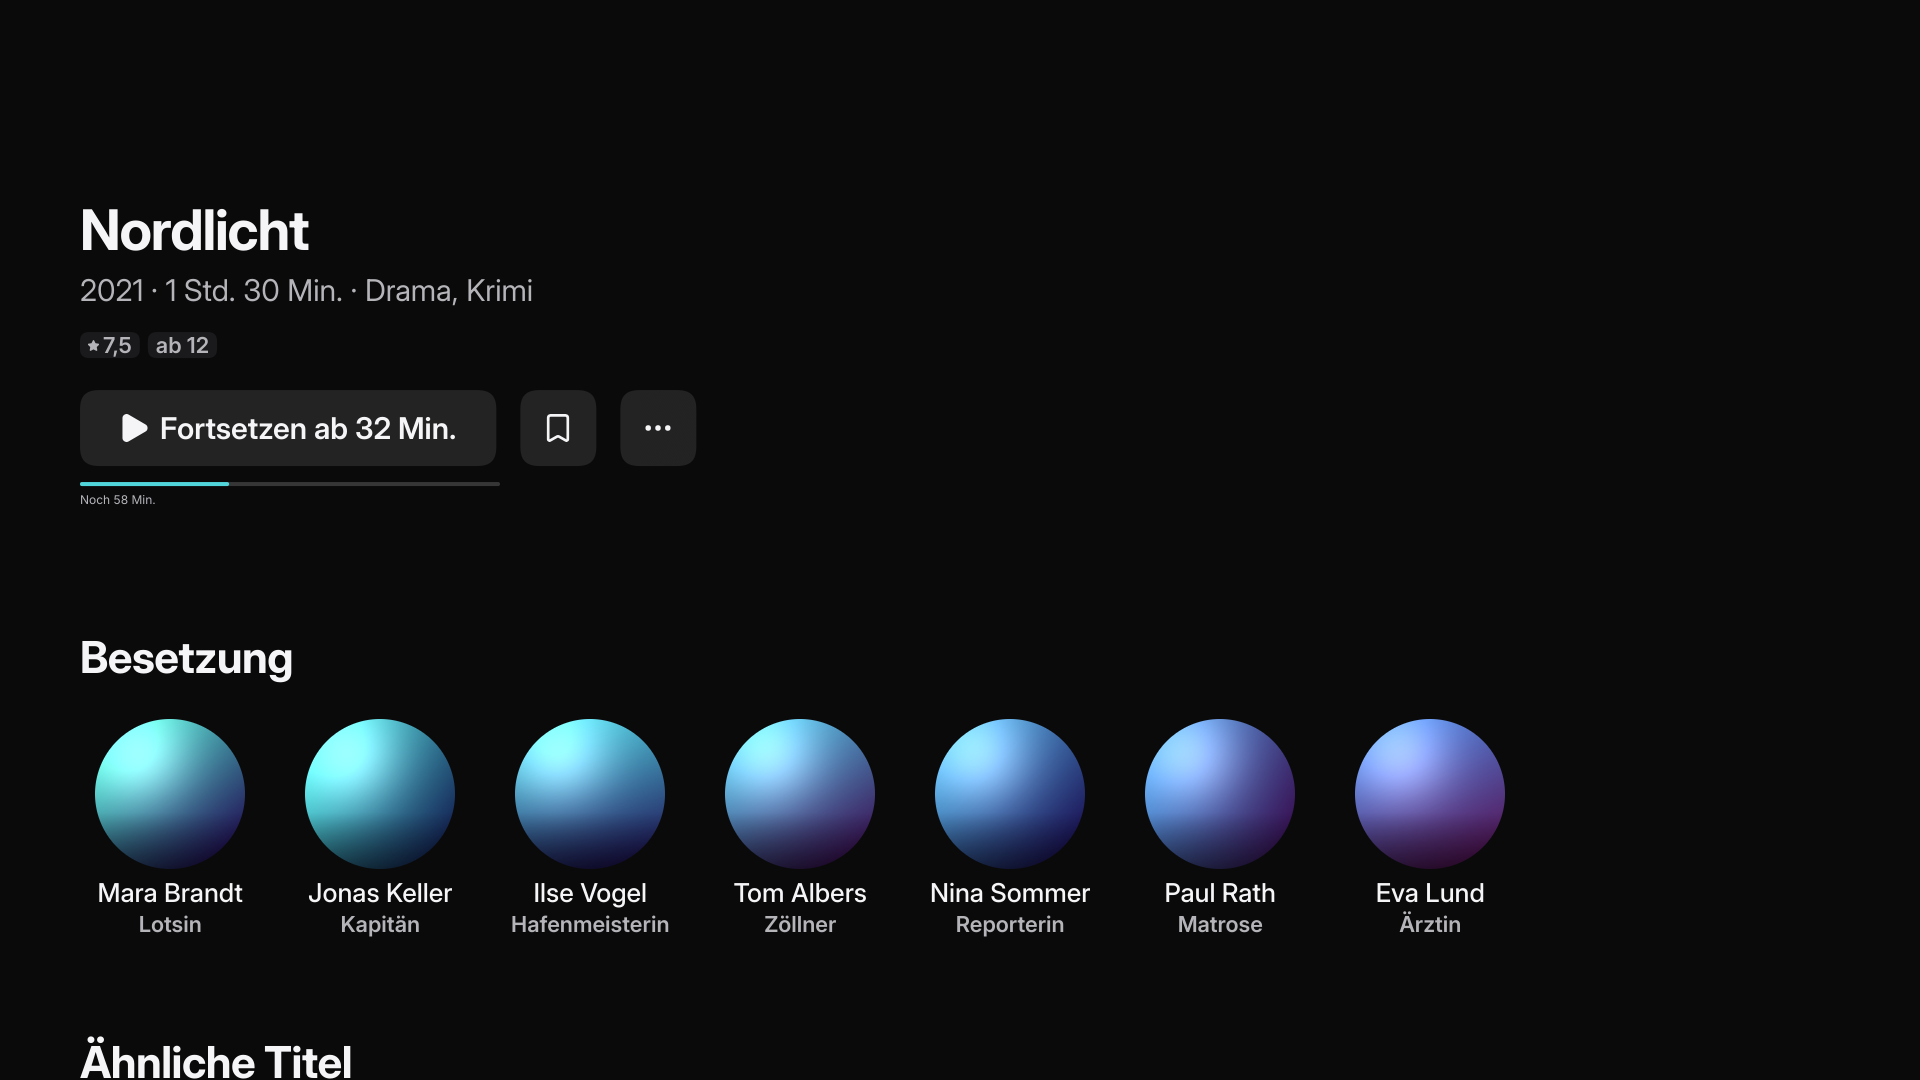 Nordlicht
2021 · 1 Std. 30 Min. · Drama, Krimi
7,5 ab 12
Fortsetzen ab 32 Min.
Noch 58 Min.
Besetzung
Mara Brandt Jonas Keller Ilse Vogel Tom Albers Nina Sommer Paul Rath Eva Lund
Lotsin Kapitän Hafenmeisterin Zöllner Reporterin Matrose Ärztin
Ähnliche Titel